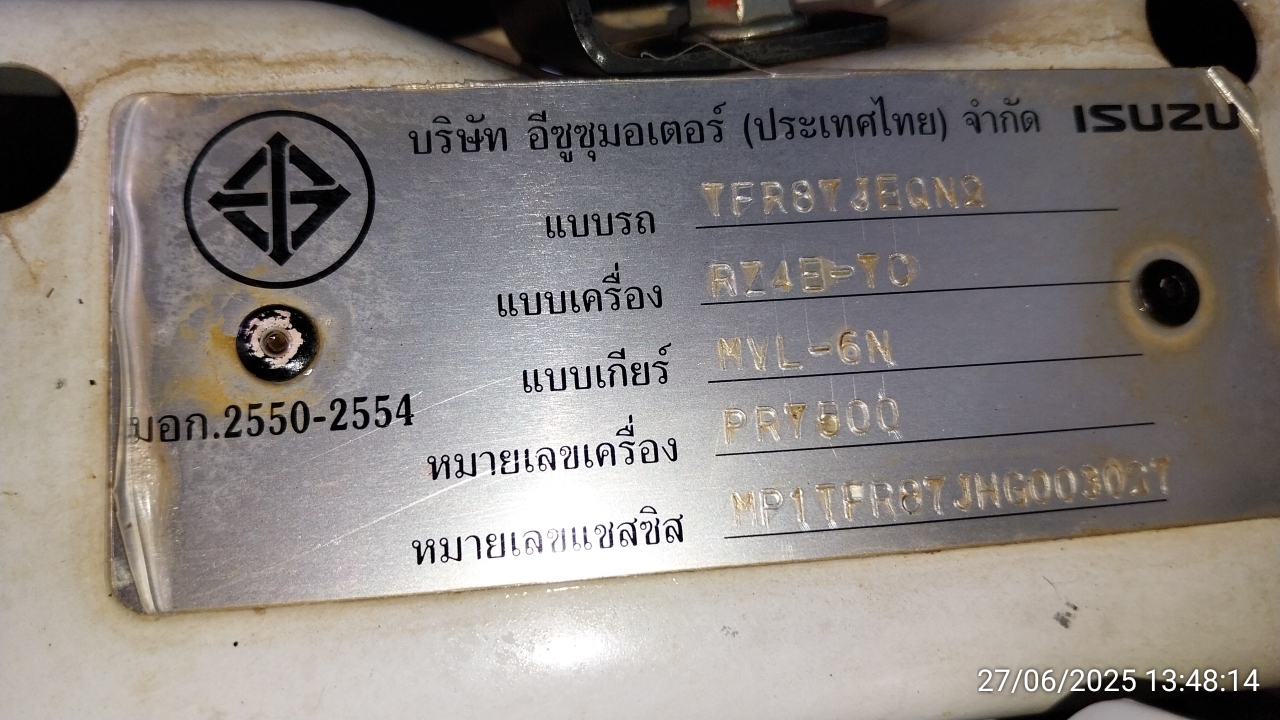 บริษัท อีซูซุมอเตอร์ (ประเทศไทย) จำกัด ISUZU
แบบรถ TFR87JEQN2
แบบเครื่อง RZ4E-TC
แบบเกียร์ MVL-6N
มอก.2550-2554
หมายเลขเครื่อง
หมายเลขแชสซิส
27/06/2025 13:48:14